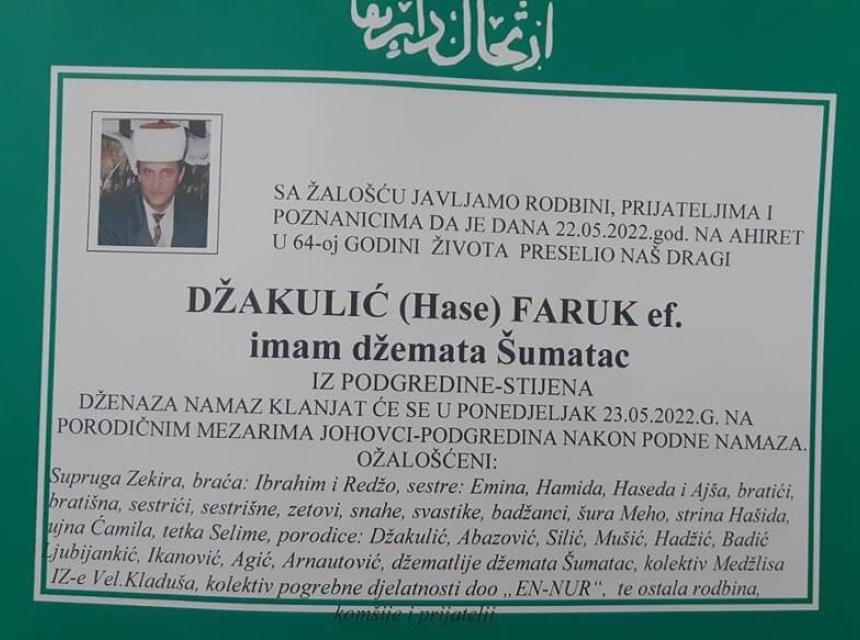 SA ŽALOŠĆU JAVLJAMO RODBINI, PRIJATELJIMA I
POZNANICIMA DA JE DANA 22.05.2022.god. NA AHIRET
U 64-oj GODINI ŽIVOTA PRESELIO NAŠ DRAGI
DŽAKULIĆ (Hase) FARUK ef.
imam džemata Šumatac
IZ PODGREDINE-STIJENA
DŽENAZA NAMAZ KLANJAT ĆE SE U PONEDJELJAK 23.05.2022.G. NA
PORODIČNIM MEZARIMA JOHOVCI-PODGREDINA NAKON PODNE NAMAZA.
OŽALOŠĆENI:
Supruga Zekira, braća: Ibrahim i Redžo, sestre: Emina, Hamida, Haseda i Ajša, bratići,
bratišna, sestrići, sestrišne, zetovi, snahe, svastike, badžanci, šura Meho, strina Hašida,
ujna Ćamila, tetka Selime, porodice: Džakulić, Abazović, Silić, Mušić, Hadžić, Badić
Ljubijankić, Ikanović, Agić, Arnautović, džematlije džemata Šumatac, kolektiv Medžlisa
IZ-e Vel.Kladuša, kolektiv pogrebne djelatnosti doo „EN-NUR“, te ostala rodbina,
komšije i prijatelji.